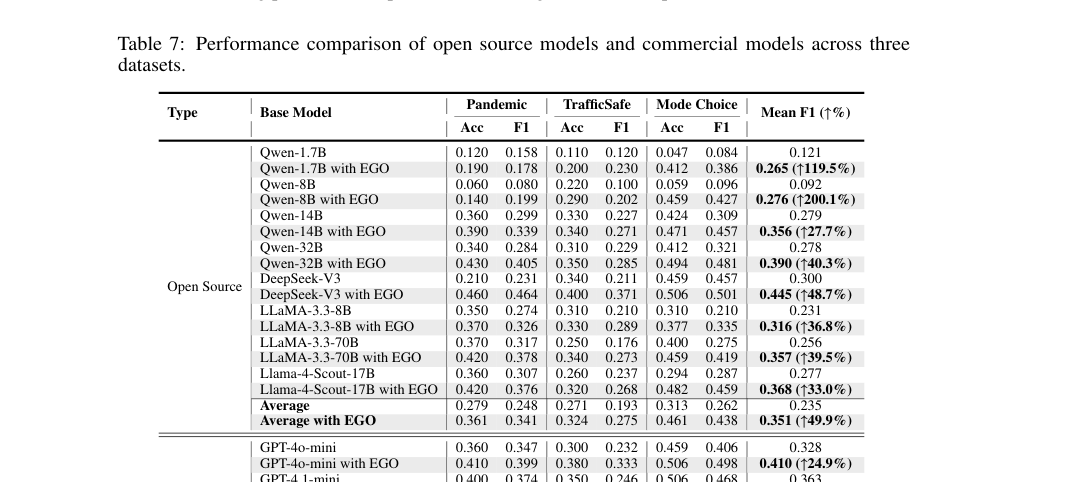 Table 7: Performance comparison of open source models and commercial models across three
datasets.
Type Base Model Pandemic TrafficSafe Mode Choice Mean F1 (↑%)
Acc F1 Acc F1 Acc F1
Qwen-1.7B 0.120 0.158 0.110 0.120 0.047 0.084 0.121
Qwen-1.7B with EGO 0.190 0.178 0.200 0.230 0.412 0.386 0.265 (↑119.5%)
Qwen-8B 0.060 0.080 0.220 0.100 0.059 0.096 0.092
Qwen-8B with EGO 0.140 0.199 0.290 0.202 0.459 0.427 0.276 (↑200.1%)
Qwen-14B 0.360 0.299 0.330 0.227 0.424 0.309 0.279
Qwen-14B with EGO 0.390 0.339 0.340 0.271 0.471 0.457 0.356 (↑27.7%)
Qwen-32B 0.340 0.284 0.310 0.229 0.412 0.321 0.278
Qwen-32B with EGO 0.430 0.405 0.350 0.285 0.494 0.481 0.390 (↑40.3%)
DeepSeek-V3 0.210 0.231 0.340 0.211 0.459 0.457 0.300
Open Source DeepSeek-V3 with EGO 0.460 0.464 0.400 0.371 0.506 0.501 0.445 (↑48.7%)
LLaMA-3.3-8B 0.350 0.274 0.310 0.210 0.310 0.210 0.231
LLaMA-3.3-8B with EGO 0.370 0.326 0.330 0.289 0.377 0.335 0.316 (↑36.8%)
LLaMA-3.3-70B 0.370 0.317 0.250 0.176 0.400 0.275 0.256
LLaMA-3.3-70B with EGO 0.420 0.378 0.340 0.273 0.459 0.419 0.357 (↑39.5%)
Llama-4-Scout-17B 0.360 0.307 0.260 0.237 0.294 0.287 0.277
Llama-4-Scout-17B with EGO 0.420 0.376 0.320 0.268 0.482 0.459 0.368 (↑33.0%)
Average 0.279 0.248 0.271 0.193 0.313 0.262 0.235
Average with EGO 0.361 0.341 0.324 0.275 0.461 0.438 0.351 (↑49.9%)
GPT-4o-mini 0.360 0.347 0.300 0.232 0.459 0.406 0.328
GPT-4o-mini with EGO 0.410 0.399 0.380 0.333 0.506 0.498 0.410 (↑24.9%)
GPT-4.1-mini 0.400 0.374 0.350 0.246 0.506 0.468 0.363